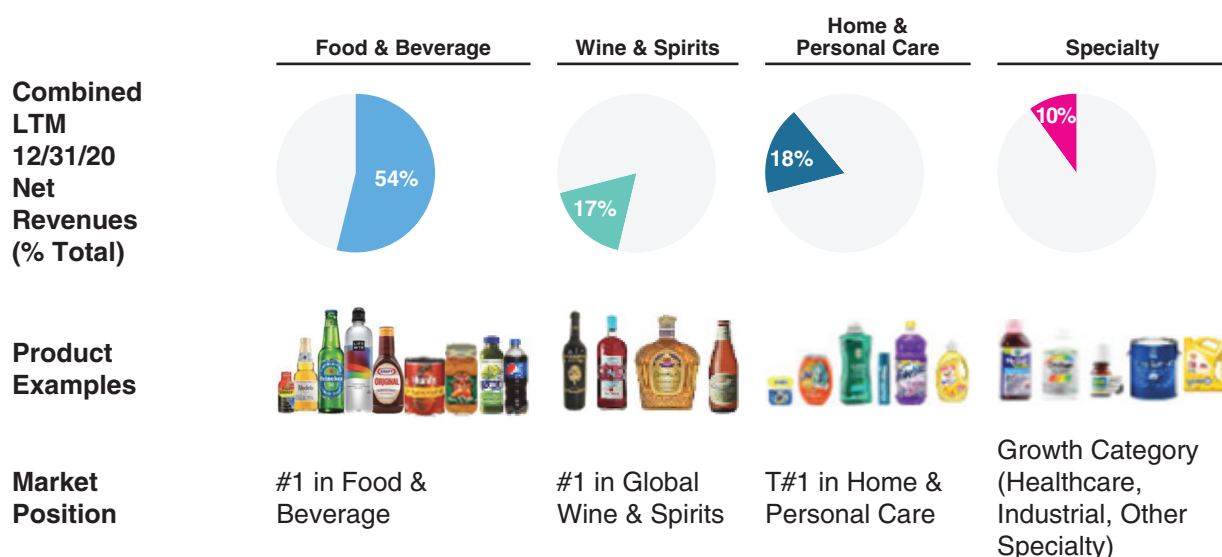 Food & Beverage
Wine & Spirits
Home &
Personal Care
Specialty
Combined
LTM
12/31/20
Net
Revenues
(% Total)
54%
17%
18%
10%
Product
Examples
KRAFT
ORIGINAL
Market
Position
#1 in Food &
Beverage
#1 in Global
Wine & Spirits
T#1 in Home &
Personal Care
Growth Category
(Healthcare,
Industrial, Other
Specialty)